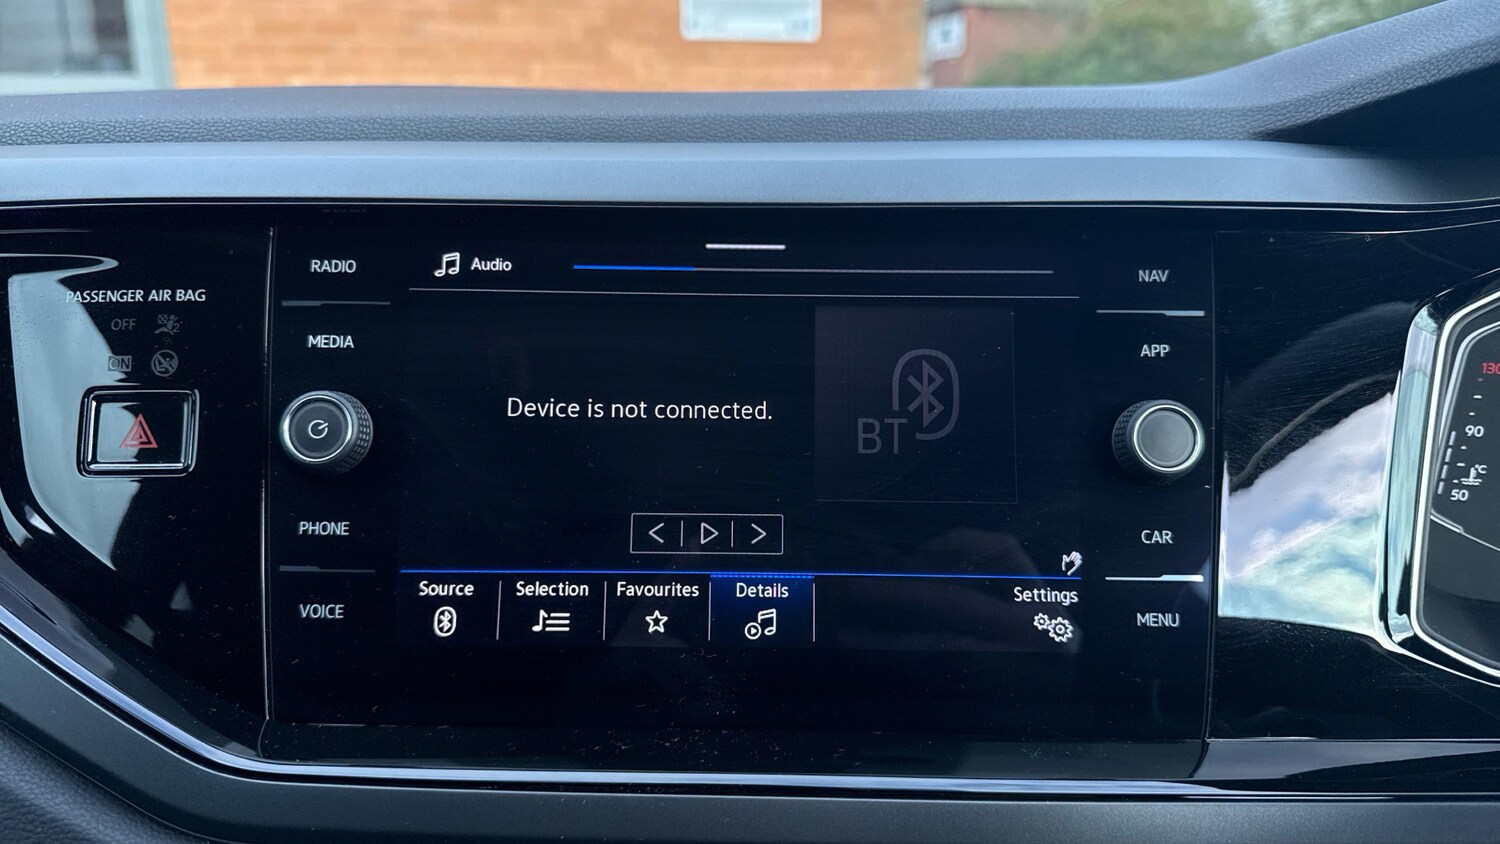 PASSENGER AIR BAG
OFF
ON
RADIO
MEDIA
PHONE
VOICE
Audio
Device is not connected.
BT
Source
Selection
Favourites
Details
Settings
NAV
APP
CAR
MENU
130
90
°C
50